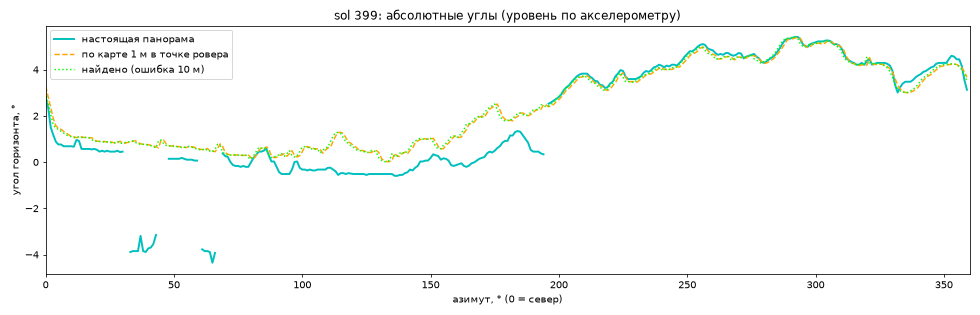 sol 399: абсолютные углы (уровень по акселерометру)
настоящая панорама
по карте 1 м в точке ровера
найдено (ошибка 10 м)
угол горизонта, °
4
2
0
−2
−4
0 50 100 150 200 250 300 350
азимут, ° (0 = север)